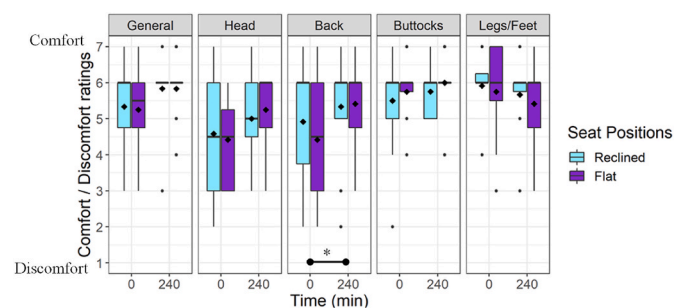 General Head Back Buttocks Legs/Feet
Comfort
7
6
5
4
3
2
1
Discomfort
Comfort / Discomfort ratings
*
0 240 0 240 0 240 0 240 0 240
Time (min)
Seat Positions
Reclined
Flat